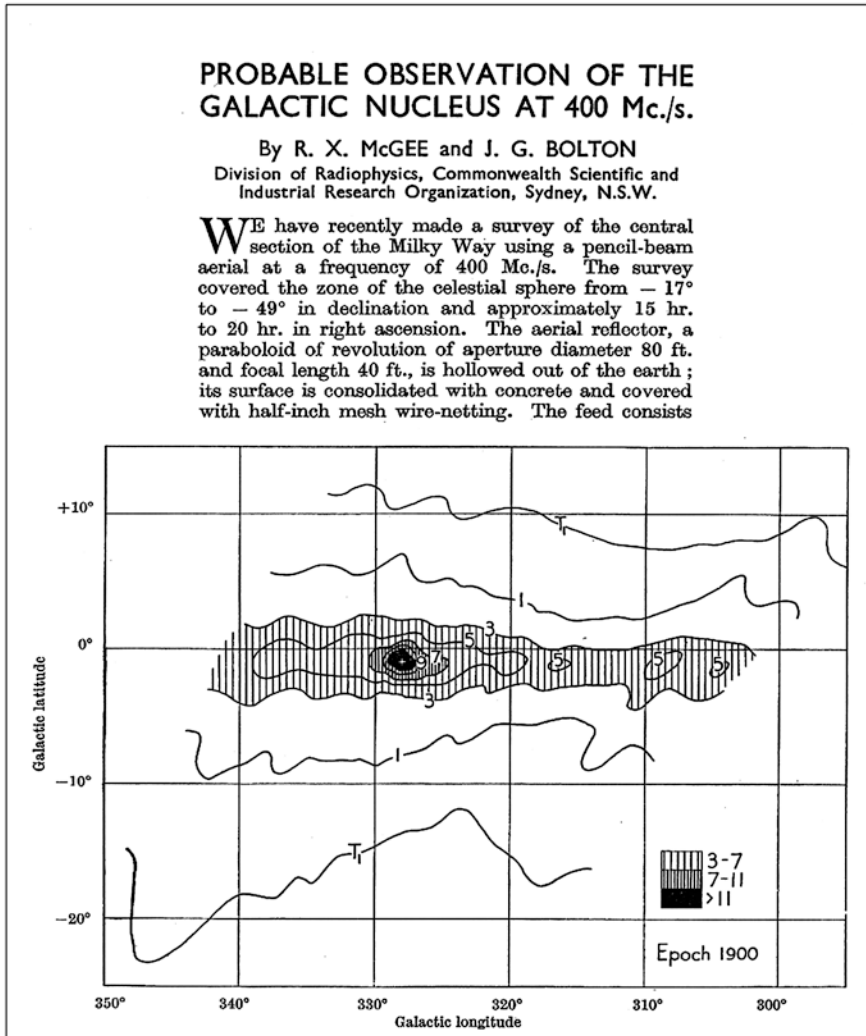 PROBABLE OBSERVATION OF THE
GALACTIC NUCLEUS AT 400 Mc./s.
By R. X. McGEE and J. G. BOLTON
Division of Radiophysics, Commonwealth Scientific and
Industrial Research Organization, Sydney, N.S.W.
WE have recently made a survey of the central
section of the Milky Way using a pencil-beam
aerial at a frequency of 400 Mc./s. The survey
covered the zone of the celestial sphere from − 17°
to − 49° in declination and approximately 15 hr.
to 20 hr. in right ascension. The aerial reflector, a
paraboloid of revolution of aperture diameter 80 ft.
and focal length 40 ft., is hollowed out of the earth ;
its surface is consolidated with concrete and covered
with half-inch mesh wire-netting. The feed consists
+10°
T₁
1
3
0°
5
9 7
5
5
5
3
Galactic latitude
1
−10°
T₁
3-7
7-11
>11
−20°
Epoch 1900
350° 340° 330° 320° 310° 300°
Galactic longitude